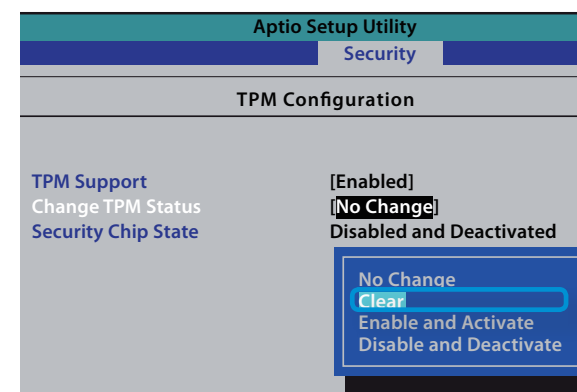 Aptio Setup Utility
Security
TPM Configuration
TPM Support [Enabled]
Change TPM Status [No Change]
Security Chip State Disabled and Deactivated
No Change
Clear
Enable and Activate
Disable and Deactivate